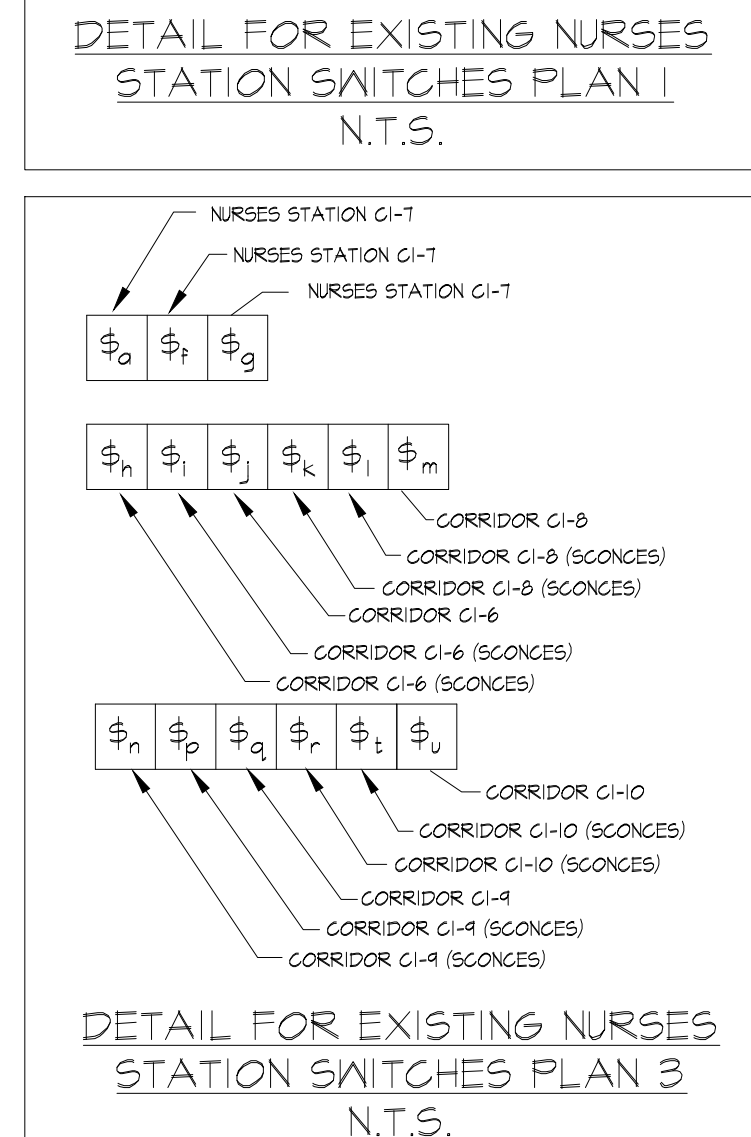 DETAIL FOR EXISTING NURSES
STATION SWITCHES PLAN 1
N.T.S.
NURSES STATION C1-7
NURSES STATION C1-7
NURSES STATION C1-7
$a $f $g
$h $i $j $k $l $m
CORRIDOR C1-8
CORRIDOR C1-8 (SCONCES)
CORRIDOR C1-8 (SCONCES)
CORRIDOR C1-6
CORRIDOR C1-6 (SCONCES)
CORRIDOR C1-6 (SCONCES)
$n $p $q $r $t $u
CORRIDOR C1-10
CORRIDOR C1-10 (SCONCES)
CORRIDOR C1-10 (SCONCES)
CORRIDOR C1-9
CORRIDOR C1-9 (SCONCES)
CORRIDOR C1-9 (SCONCES)
DETAIL FOR EXISTING NURSES
STATION SWITCHES PLAN 3
N.T.S.